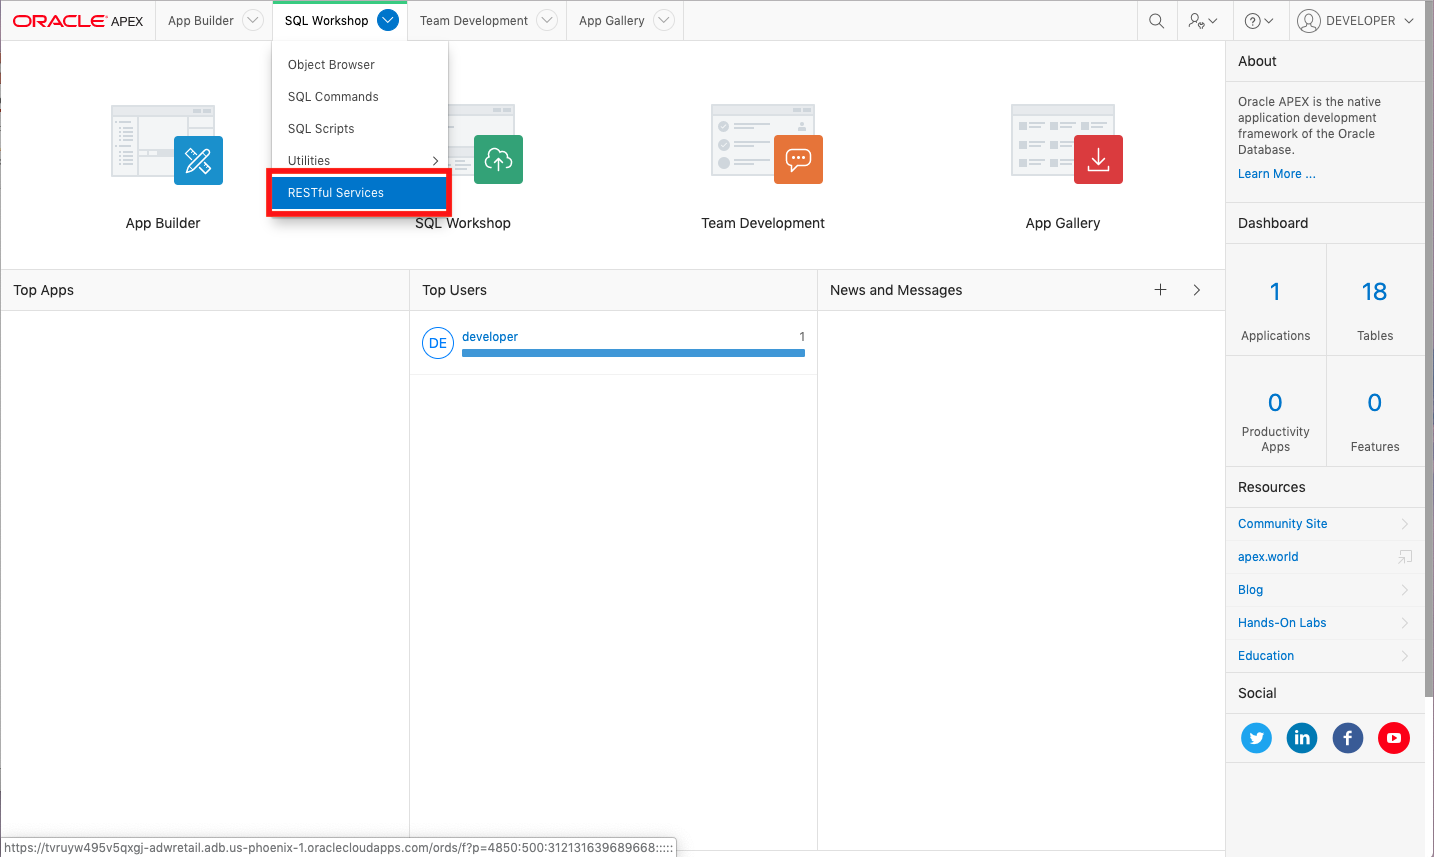 ORACLE APEX
App Builder
SQL Workshop
Team Development
App Gallery
DEVELOPER
Object Browser
SQL Commands
SQL Scripts
Utilities
RESTful Services
App Builder
SQL Workshop
Team Development
App Gallery
Top Apps
Top Users
DE
developer
1
News and Messages
About
Oracle APEX is the native
application development
framework of the Oracle
Database.
Learn More ...
Dashboard
1
Applications
18
Tables
0
Productivity
Apps
0
Features
Resources
Community Site
apex.world
Blog
Hands-On Labs
Education
Social
https://tvruyw495v5qxgj-adwretail.adb.us-phoenix-1.oraclecloudapps.com/ords/f?p=4850:500:312131639689668:::::